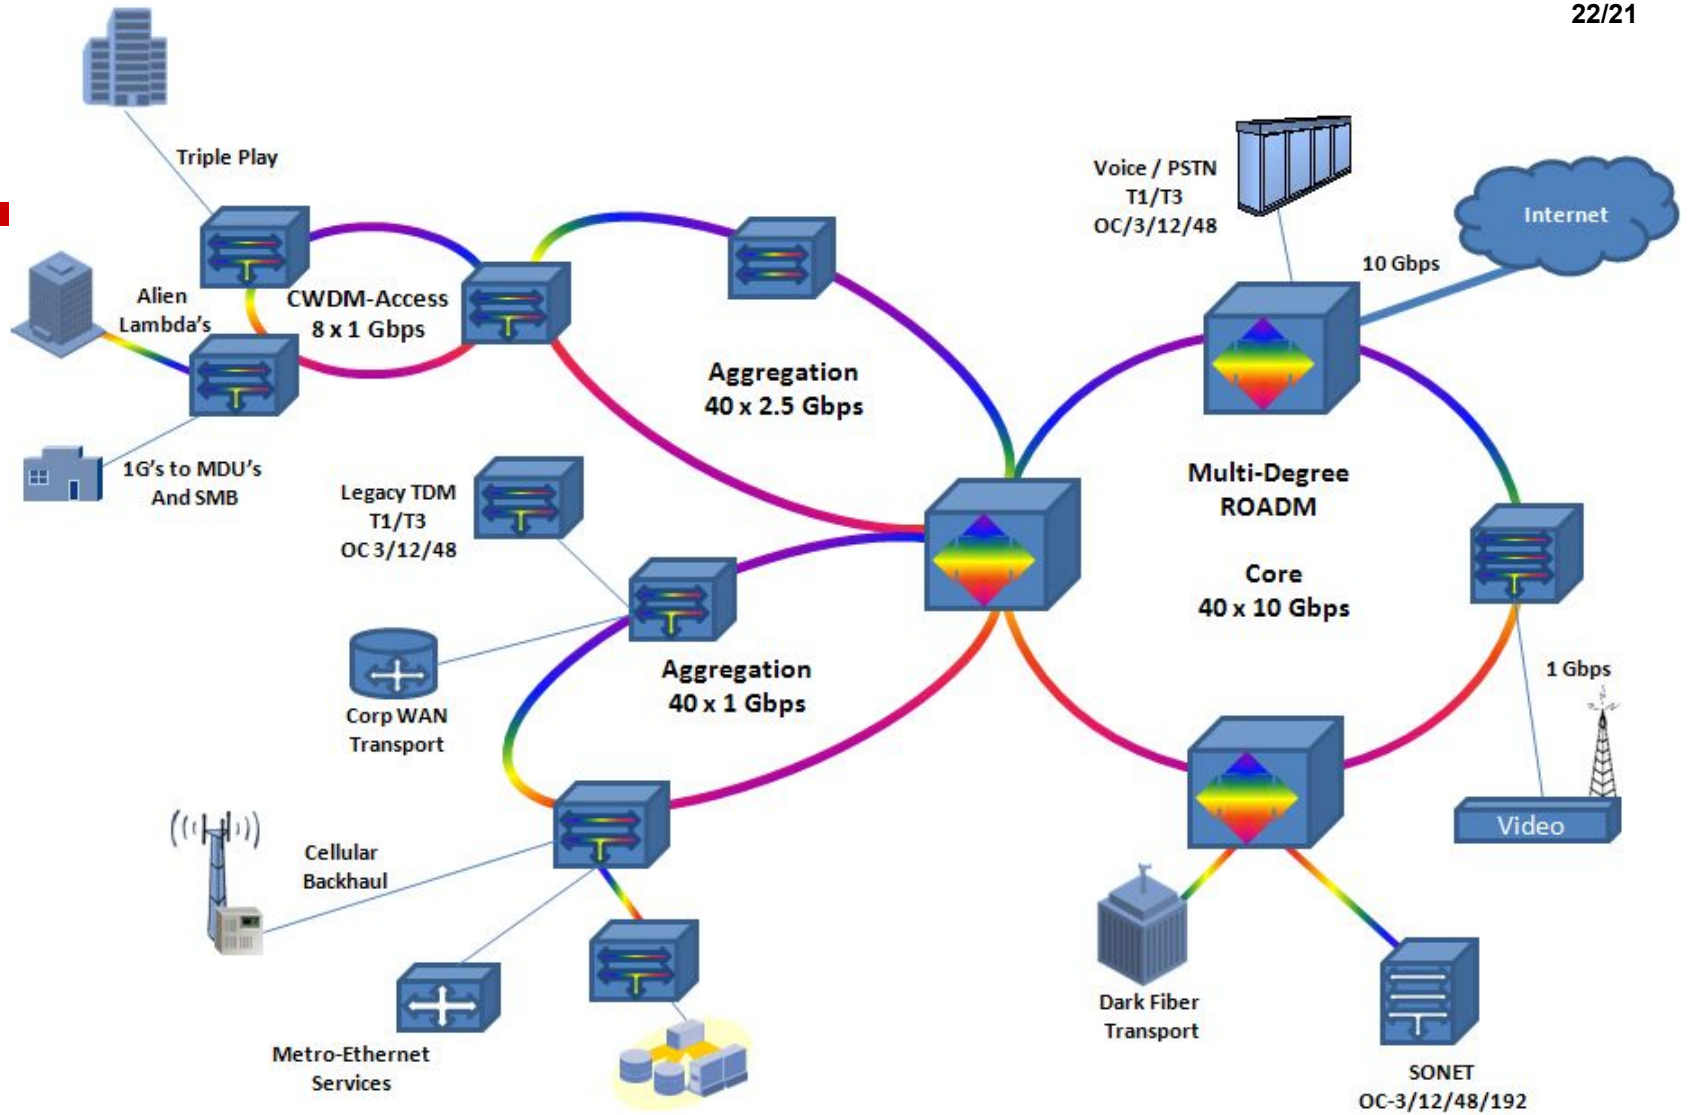 22/21
Triple Play
Voice / PSTN
T1/T3
OC/3/12/48
Internet
10 Gbps
Alien
Lambda's
CWDM-Access
8 x 1 Gbps
Aggregation
40 x 2.5 Gbps
1G's to MDU's
And SMB
Legacy TDM
T1/T3
OC 3/12/48
Multi-Degree
ROADM
Core
40 x 10 Gbps
Corp WAN
Transport
Aggregation
40 x 1 Gbps
1 Gbps
Video
Cellular
Backhaul
Dark Fiber
Transport
Metro-Ethernet
Services
SONET
OC-3/12/48/192